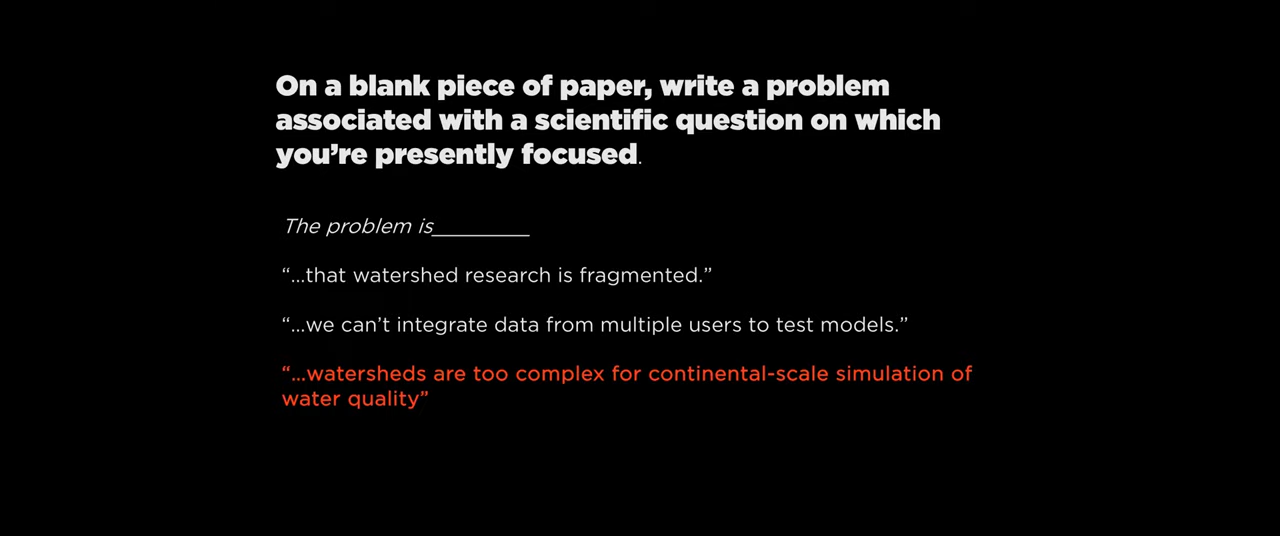 On a blank piece of paper, write a problem
associated with a scientific question on which
you’re presently focused.
The problem is_________
“...that watershed research is fragmented.”
“...we can’t integrate data from multiple users to test models.”
“...watersheds are too complex for continental-scale simulation of
water quality”